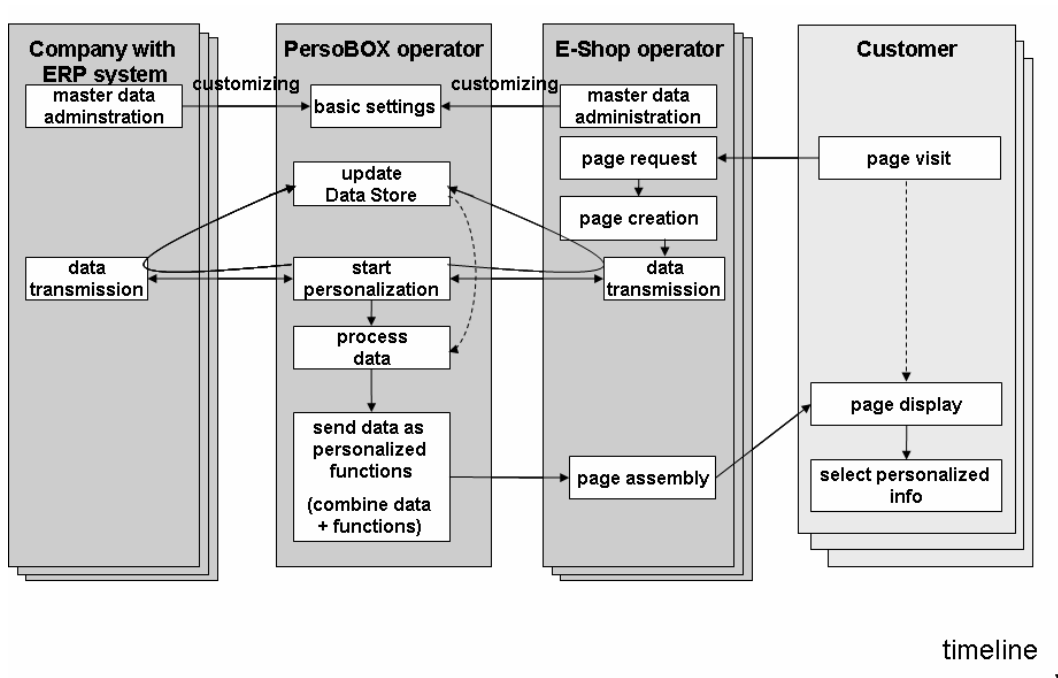 Company with
ERP system
master data
adminstration
data
transmission
customizing
PersoBOX operator
basic settings
update
Data Store
start
personalization
process
data
send data as
personalized
functions
(combine data
+ functions)
customizing
E-Shop operator
master data
administration
page request
page creation
data
transmission
page assembly
Customer
page visit
page display
select personalized
info
timeline